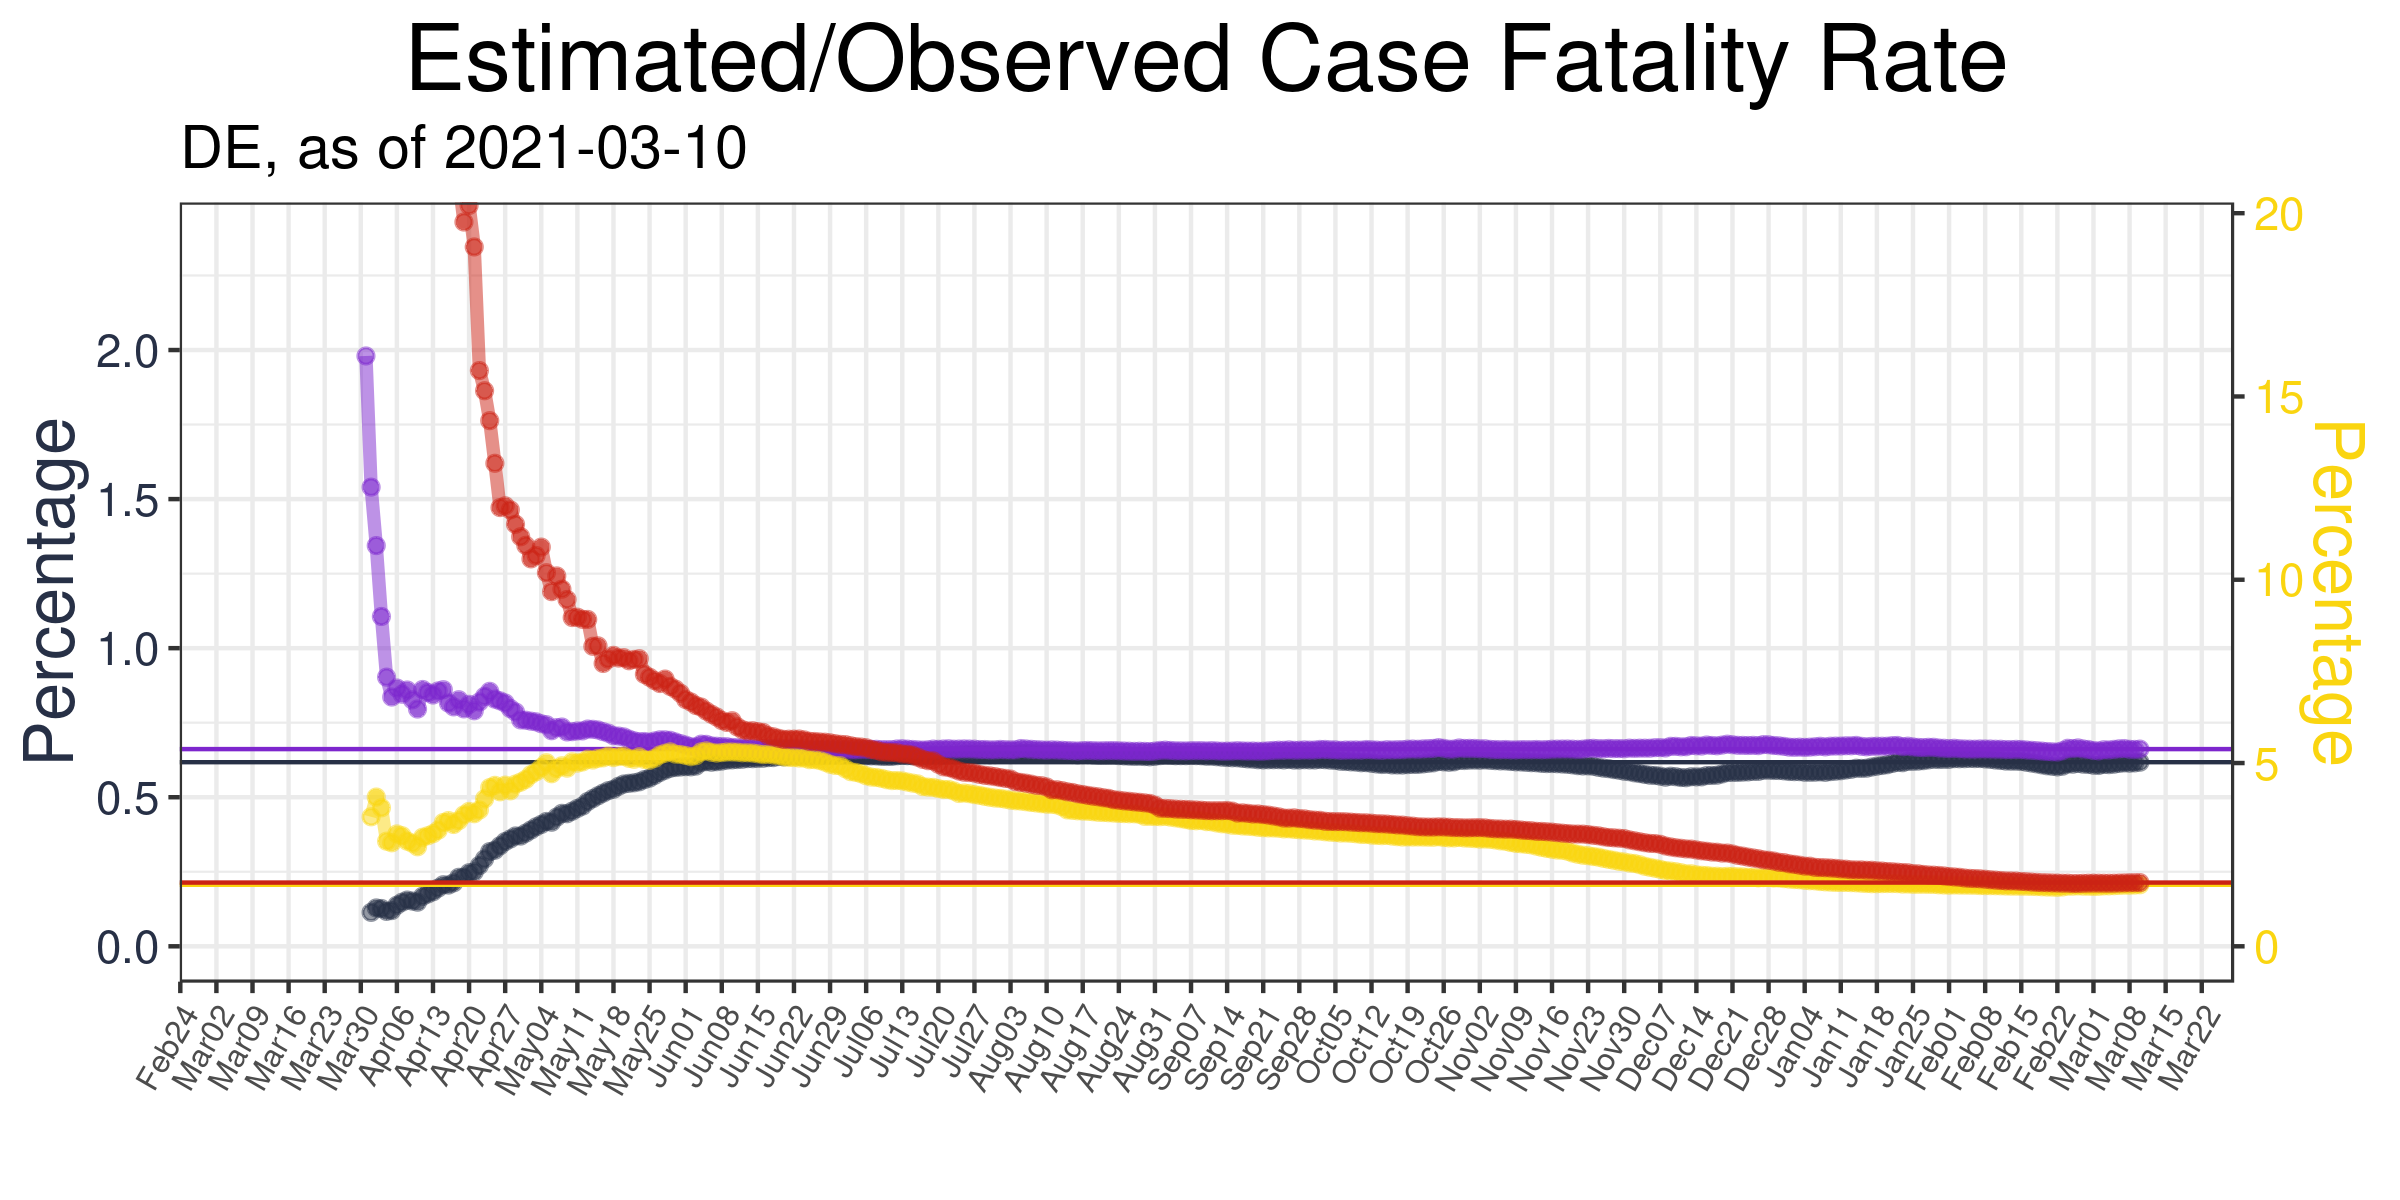 Estimated/Observed Case Fatality Rate
DE, as of 2021-03-10
Percentage
2.0
1.5
1.0
0.5
0.0
20
15
10
5
0
Percentage
Feb24
Mar02
Mar09
Mar16
Mar23
Mar30
Apr06
Apr13
Apr20
Apr27
May04
May11
May18
May25
Jun01
Jun08
Jun15
Jun22
Jun29
Jul06
Jul13
Jul20
Jul27
Aug03
Aug10
Aug17
Aug24
Aug31
Sep07
Sep14
Sep21
Sep28
Oct05
Oct12
Oct19
Oct26
Nov02
Nov09
Nov16
Nov23
Nov30
Dec07
Dec14
Dec21
Dec28
Jan04
Jan11
Jan18
Jan25
Feb01
Feb08
Feb15
Feb22
Mar01
Mar08
Mar15
Mar22